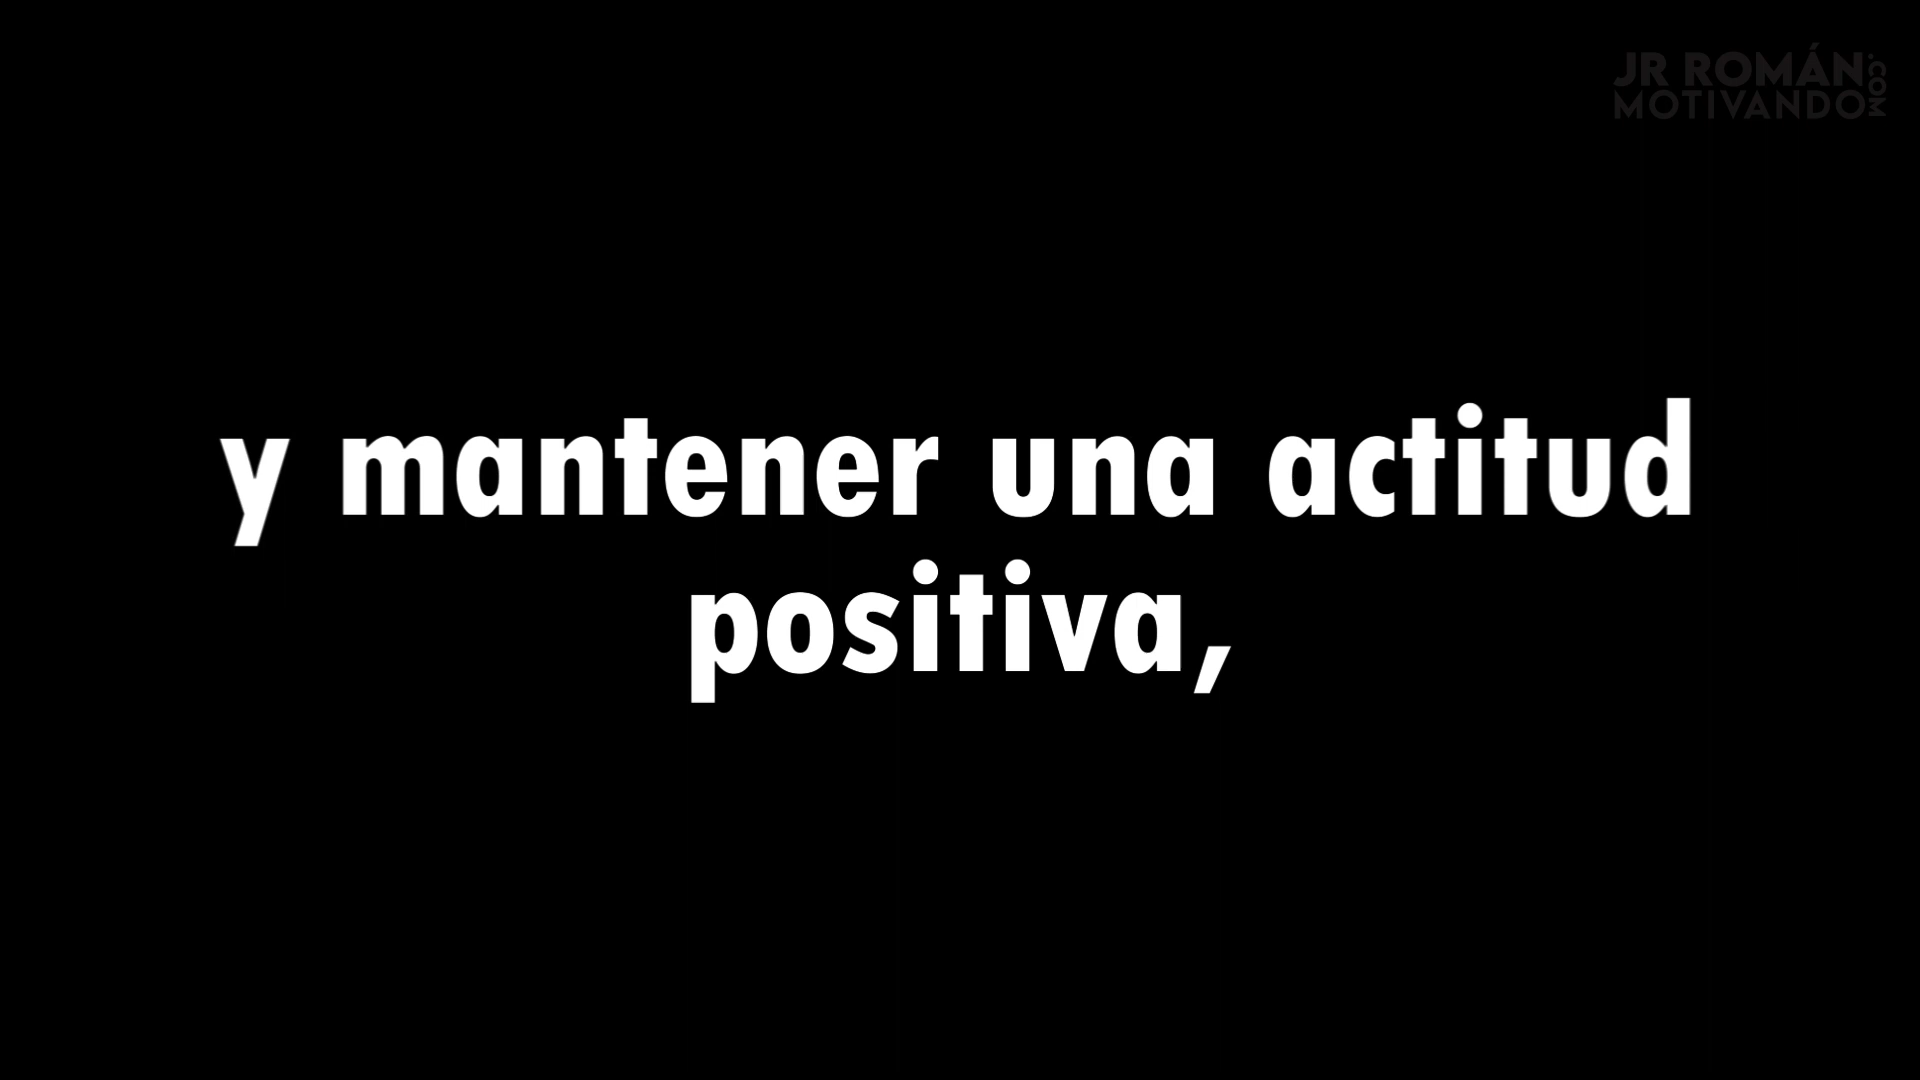 JR ROMÁN
MOTIVANDO
.COM
y mantener una actitud
positiva,